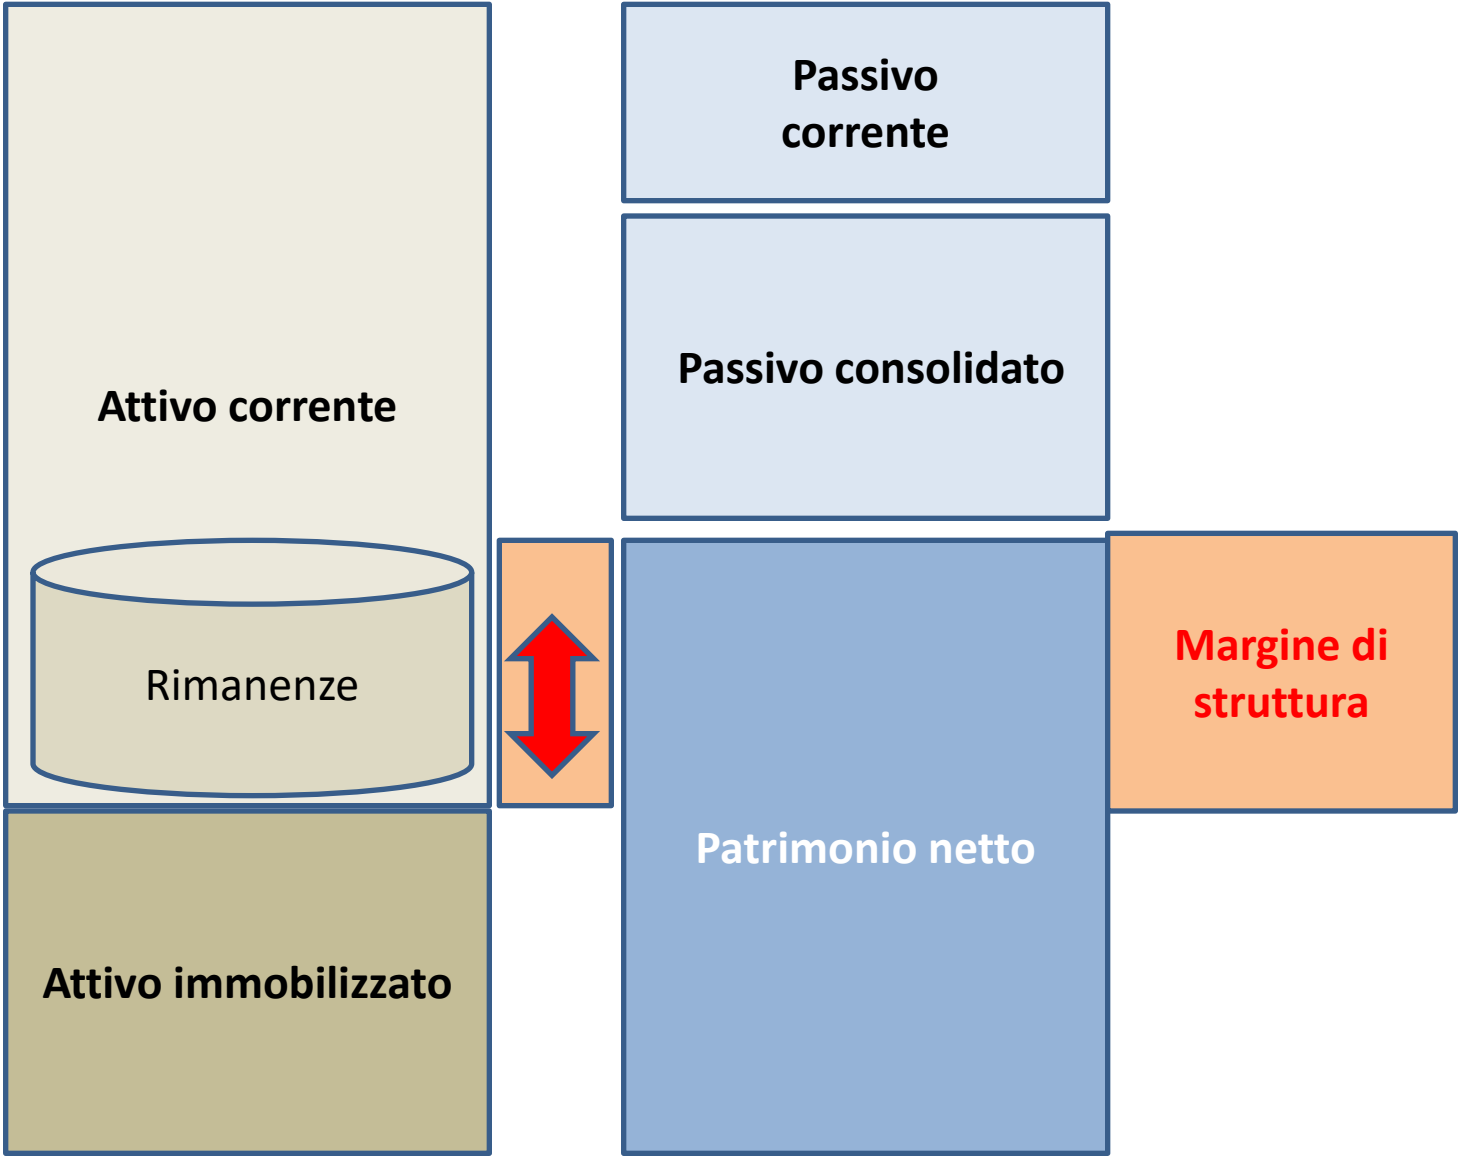 Attivo corrente
Rimanenze
Attivo immobilizzato
Passivo
corrente
Passivo consolidato
Patrimonio netto
Margine di
struttura